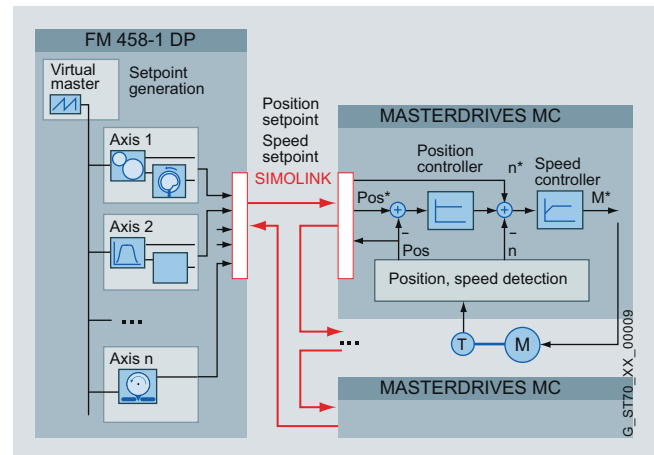 FM 458-1 DP
Virtual
master
Setpoint
generation
Axis 1
Axis 2
...
Axis n
Position
setpoint
Speed
setpoint
SIMOLINK
MASTERDRIVES MC
Position
controller
n*
Speed
controller
Pos*
+
+
M*
–
Pos
–
n
Position, speed detection
T
M
...
MASTERDRIVES MC
G_ST70_XX_00009